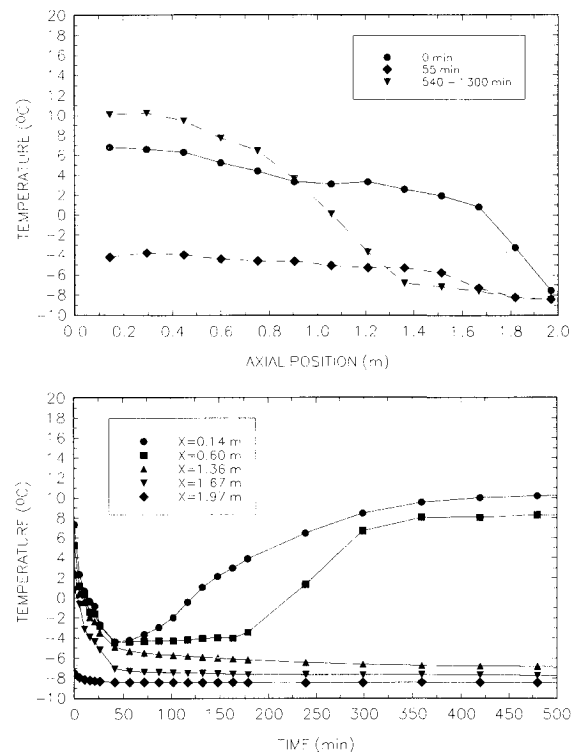 20
18
16
14
12
10
8
6
4
2
0
−2
−4
−6
−8
−10
TEMPERATURE (ºC)
0 min
55 min
540 – 1300 min
0.0 0.2 0.4 0.6 0.8 1.0 1.2 1.4 1.6 1.8 2.0
AXIAL POSITION (m)
20
18
16
14
12
10
8
6
4
2
0
−2
−4
−6
−8
−10
TEMPERATURE (ºC)
X=0.14 m
X=0.60 m
X=1.36 m
X=1.67 m
X=1.97 m
0 50 100 150 200 250 300 350 400 450 500
TIME (min)